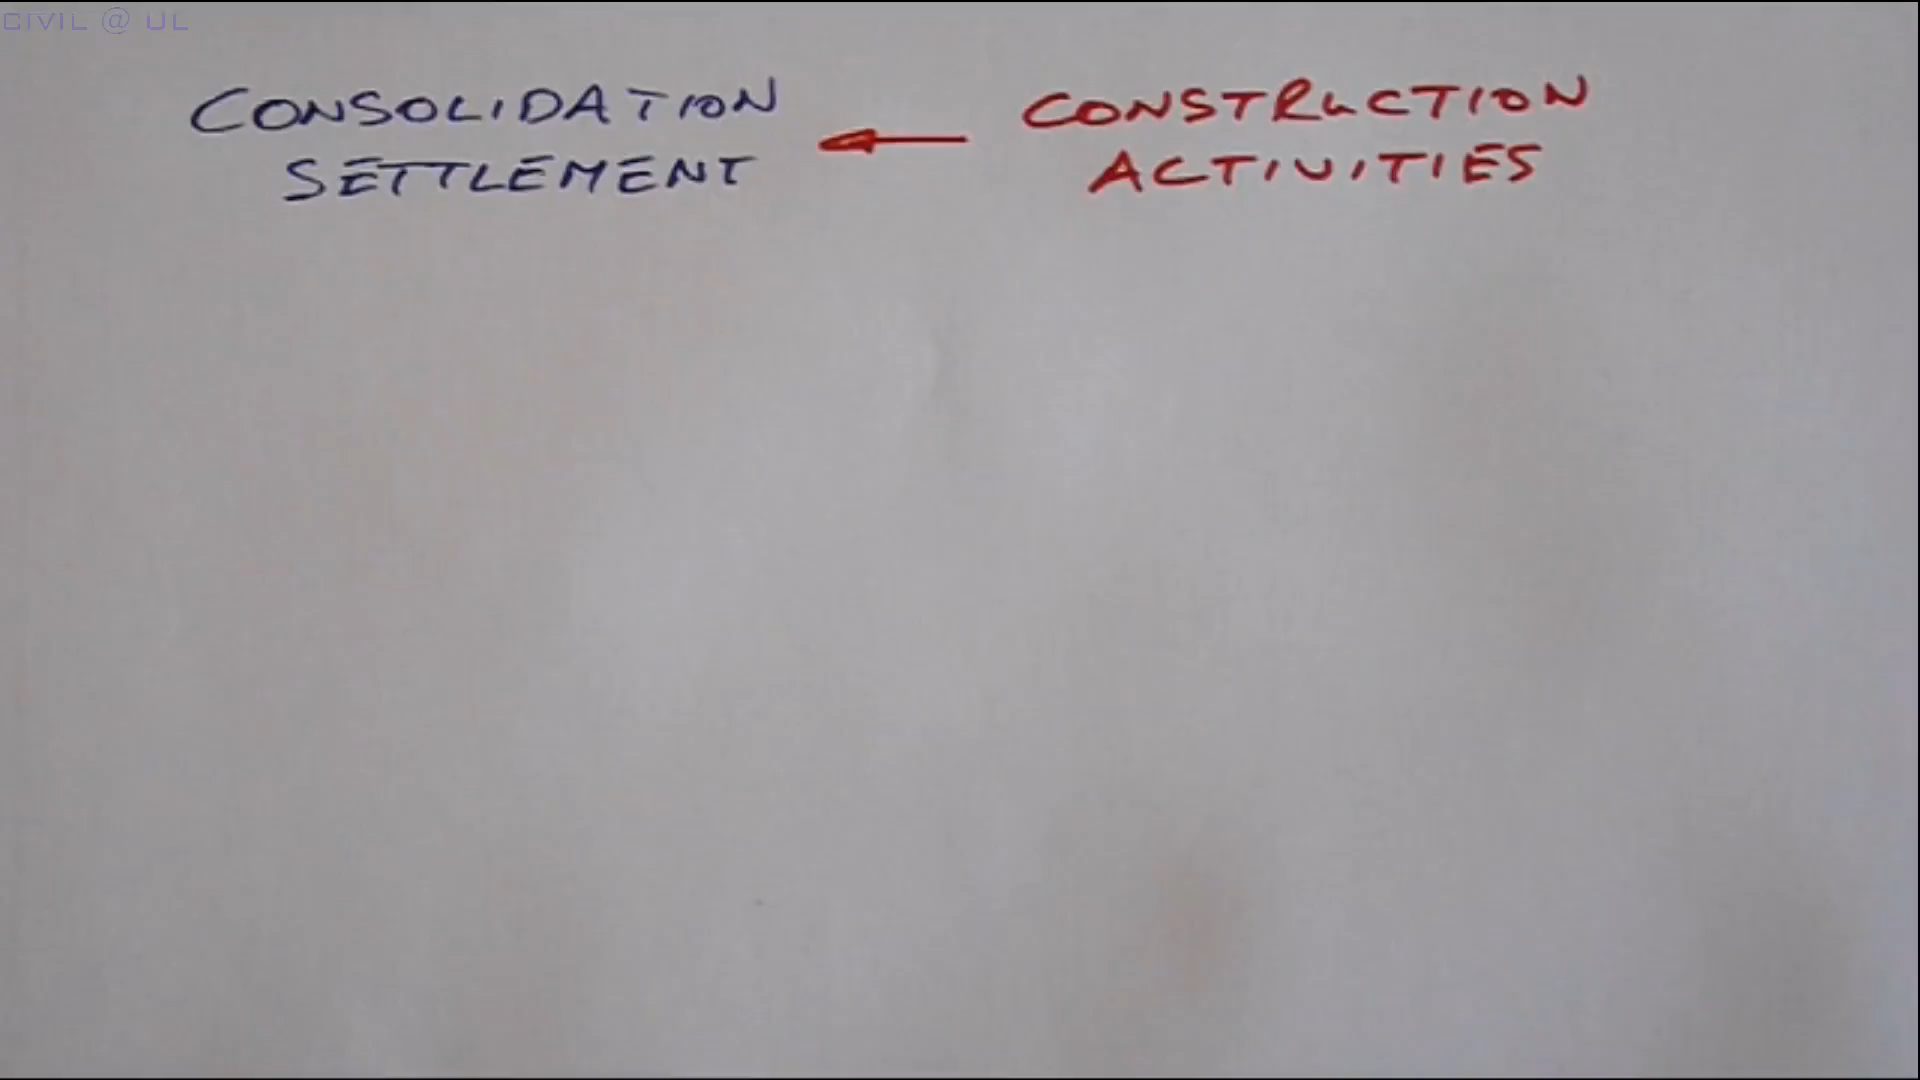 CIVIL @ UL
CONSOLIDATION
SETTLEMENT
CONSTRUCTION
ACTIVITIES